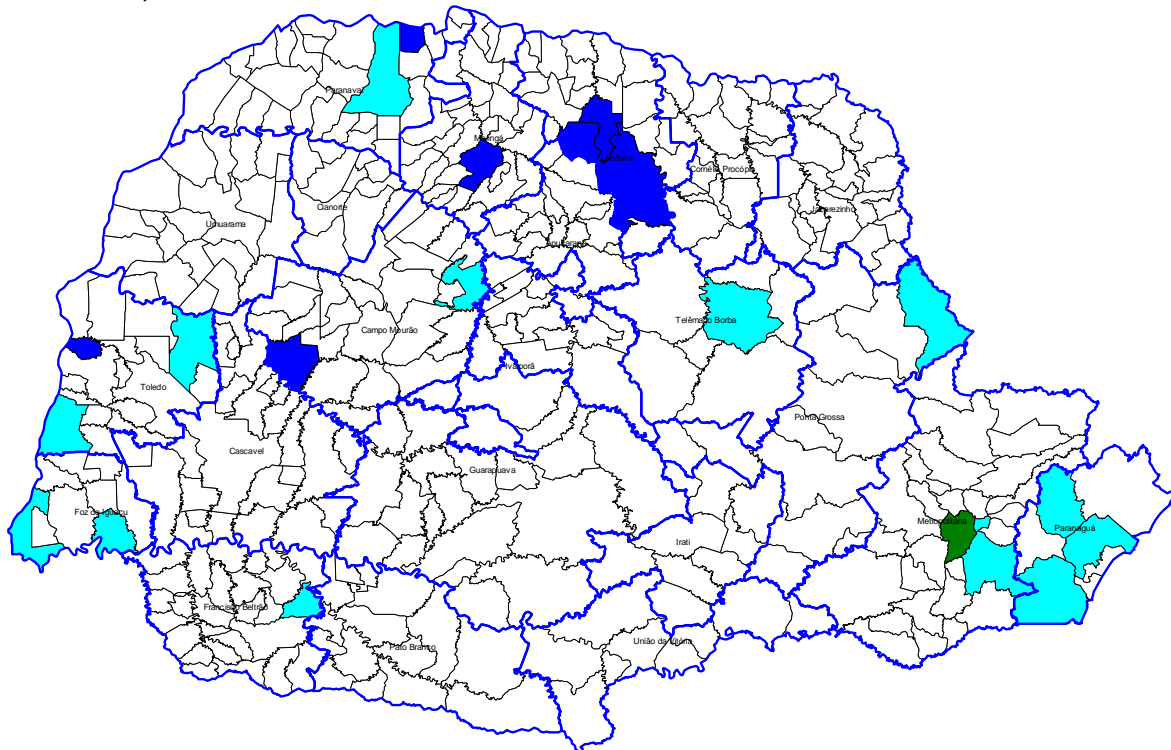 Paranavaí
Maringá
Londrina
Cornélio Procópio
Jacarezinho
Cianorte
Umuarama
Apucarana
Telêmaco Borba
Campo Mourão
Ivaiporã
Toledo
Ponta Grossa
Cascavel
Guarapuava
Foz do Iguaçu
Metropolitana
Paranaguá
Irati
Francisco Beltrão
União da Vitória
Pato Branco